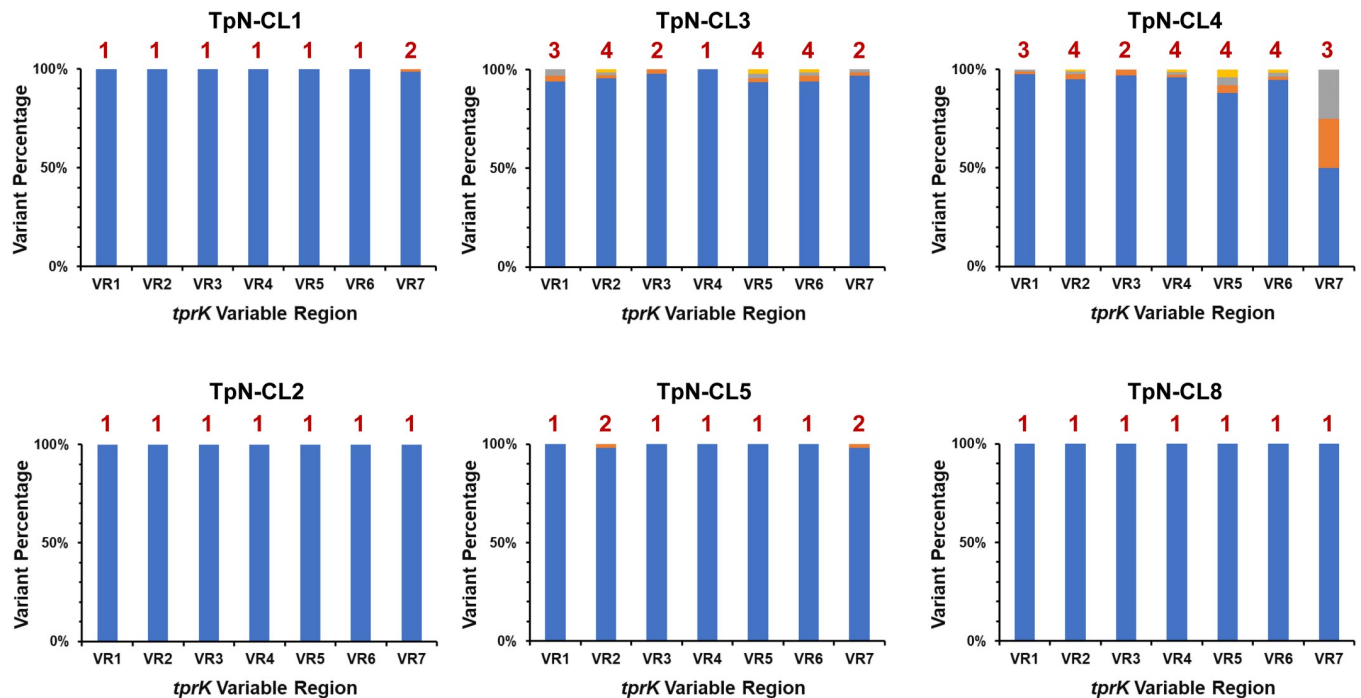 TpN-CL1
1 1 1 1 1 1 2
100%
50%
0%
Variant Percentage
VR1 VR2 VR3 VR4 VR5 VR6 VR7
tprK Variable Region
TpN-CL3
3 4 2 1 4 4 2
100%
50%
0%
Variant Percentage
VR1 VR2 VR3 VR4 VR5 VR6 VR7
tprK Variable Region
TpN-CL4
3 4 2 4 4 4 3
100%
50%
0%
Variant Percentage
VR1 VR2 VR3 VR4 VR5 VR6 VR7
tprK Variable Region
TpN-CL2
1 1 1 1 1 1 1
100%
50%
0%
Variant Percentage
VR1 VR2 VR3 VR4 VR5 VR6 VR7
tprK Variable Region
TpN-CL5
1 2 1 1 1 1 2
100%
50%
0%
Variant Percentage
VR1 VR2 VR3 VR4 VR5 VR6 VR7
tprK Variable Region
TpN-CL8
1 1 1 1 1 1 1
100%
50%
0%
Variant Percentage
VR1 VR2 VR3 VR4 VR5 VR6 VR7
tprK Variable Region